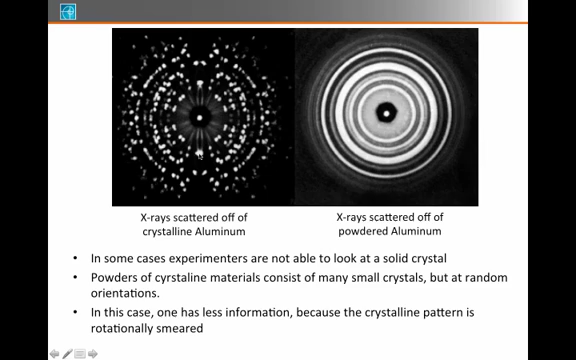 X-rays scattered off of
crystalline Aluminum
X-rays scattered off of
powdered Aluminum
• In some cases experimenters are not able to look at a solid crystal
• Powders of cyrstaline materials consist of many small crystals, but at random
orientations.
• In this case, one has less information, because the crystalline pattern is
rotationally smeared